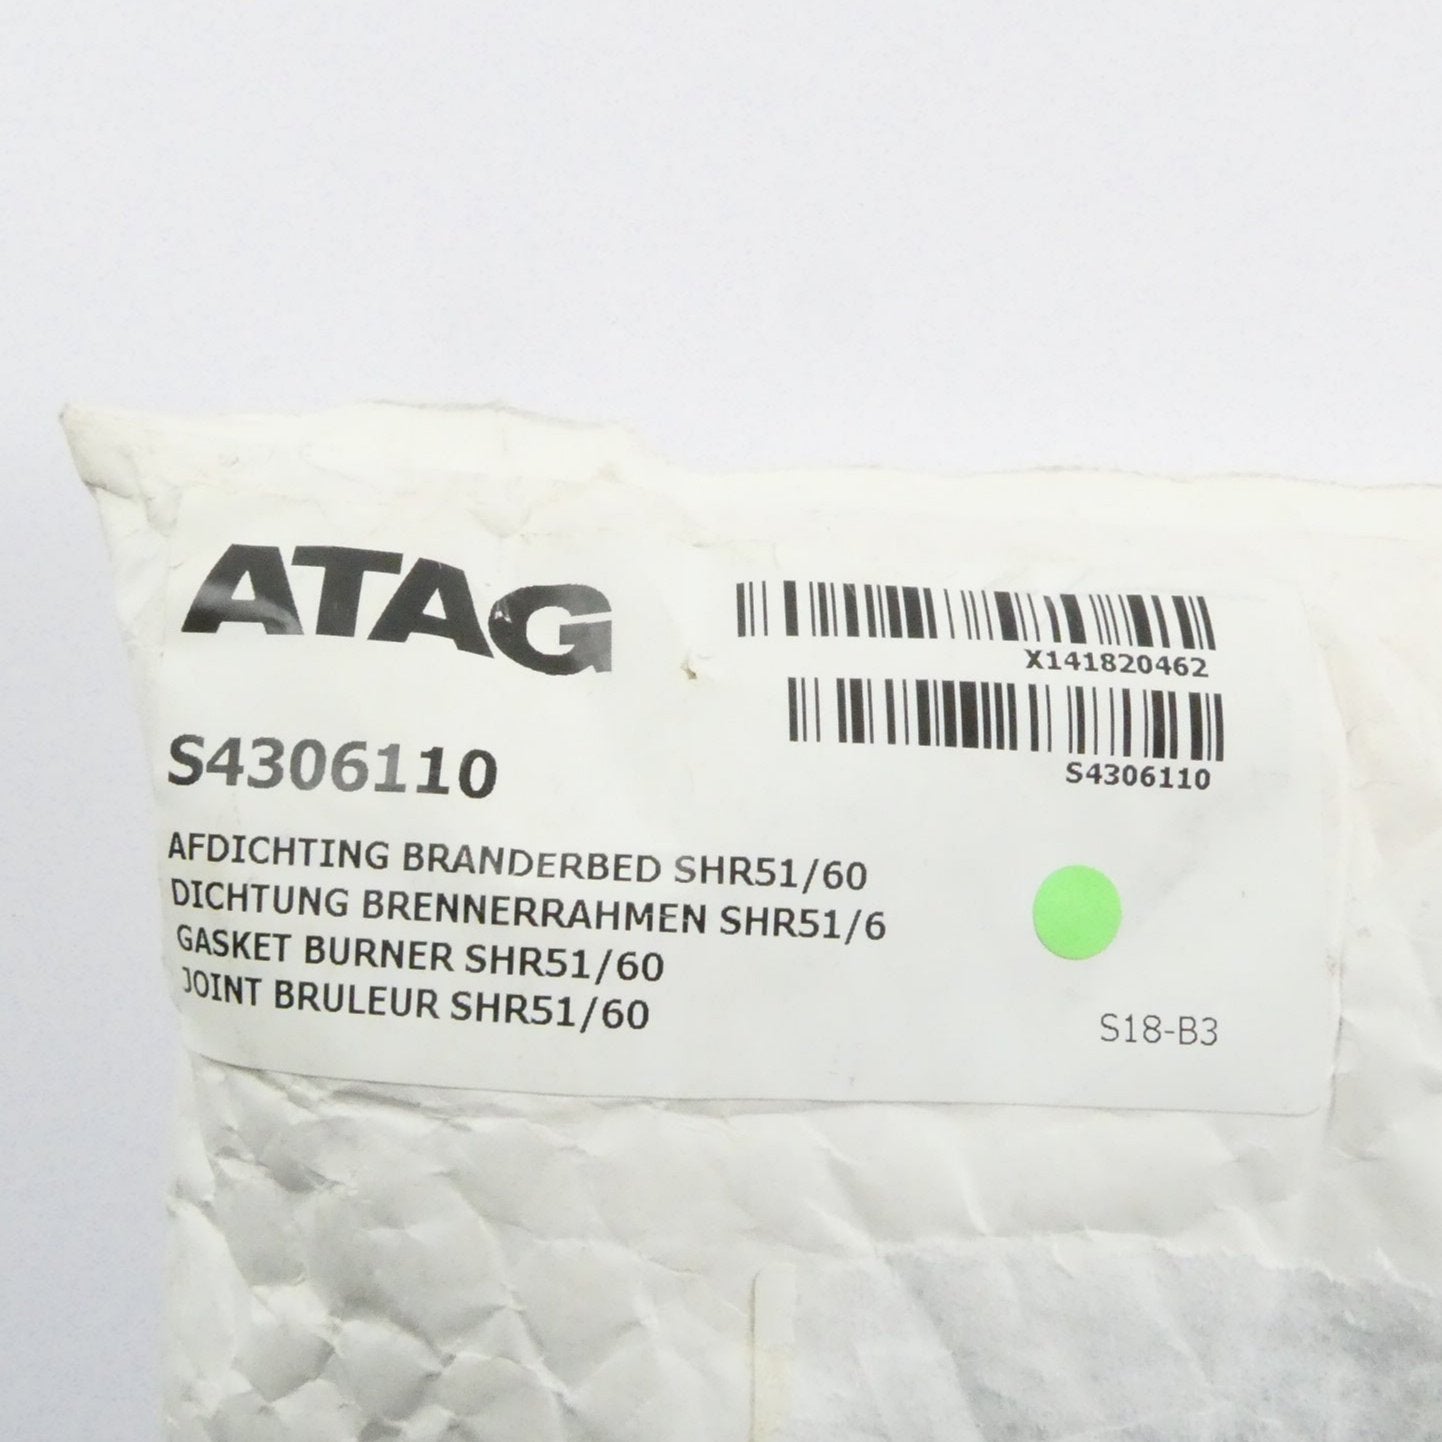 ATAG
X141820462
S4306110
S4306110
AFDICHTING BRANDERBED SHR51/60
DICHTUNG BRENNERRAHMEN SHR51/6
GASKET BURNER SHR51/60
JOINT BRULEUR SHR51/60
S18-B3